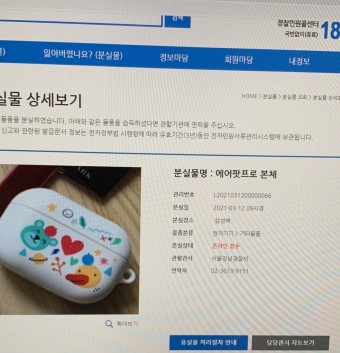 검색
경찰민원콜센터
국번없이(유료) 18
잃어버렸나요? (분실물)
정보마당
회원마당
내정보
HOME > 분실물 > 분실물 조회 > 분실물 상세보기
실물 상세보기
물품을 분실하였습니다. 아래와 같은 물품을 습득하셨다면 관할기관에 연락을 주십시오.
신고와 관련된 발급문서 정보는 전자정부법 시행령에 따라 유효기간(3년)동안 전자민원서류관리시스템에 보관됩니다.
분실물명 : 에어팟프로 본체
관리번호 L2021031200000066
분실일 2021-03-12 09시경
분실장소 삼성역
물품분류 전자기기 > 기타물품
분실상태 온라인 접수
관할관서 서울강남경찰서
연락처 02-3673-9151
확대보기
유실물 처리절차 안내
담당관서 지도보기